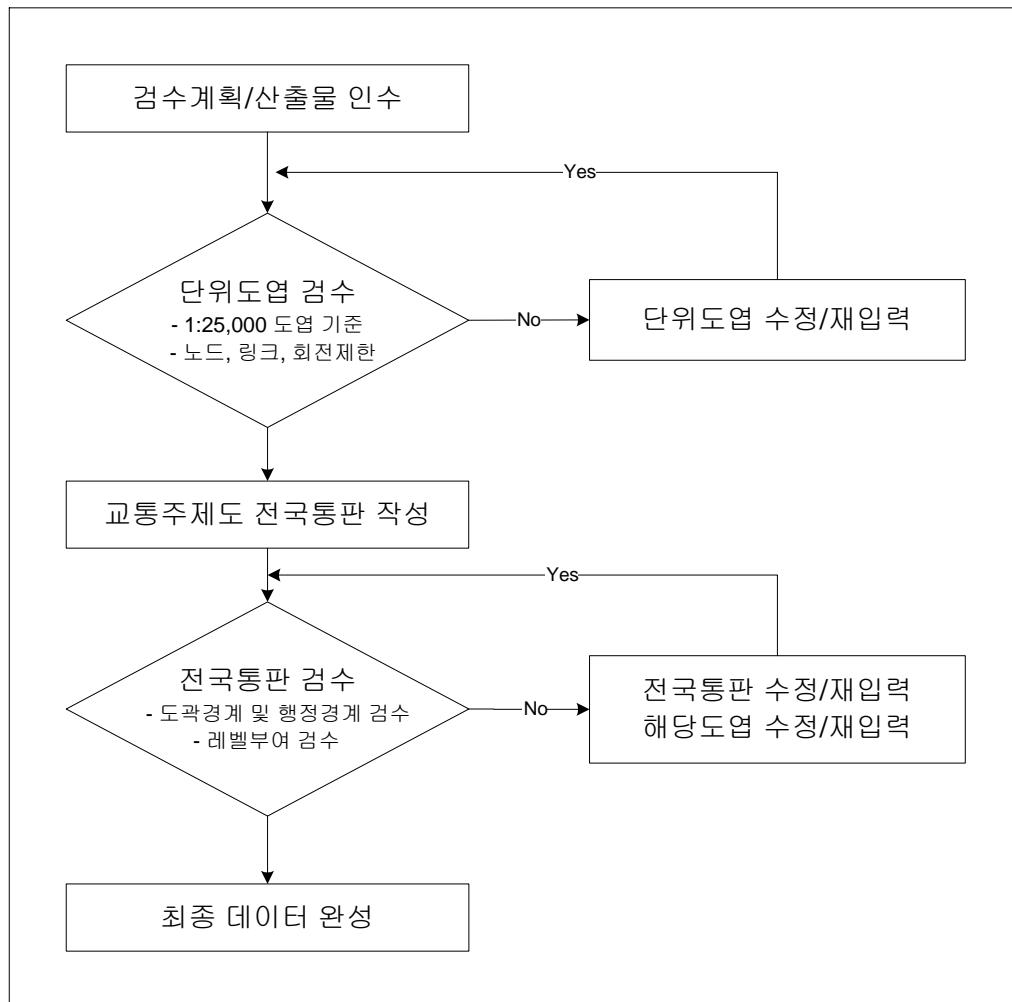 검수계획/산출물 인수
Yes
단위도엽 검수
- 1:25,000 도엽 기준
- 노드, 링크, 회전제한
No
단위도엽 수정/재입력
교통주제도 전국통판 작성
Yes
전국통판 검수
- 도곽경계 및 행정경계 검수
- 레벨부여 검수
No
전국통판 수정/재입력
해당도엽 수정/재입력
최종 데이터 완성